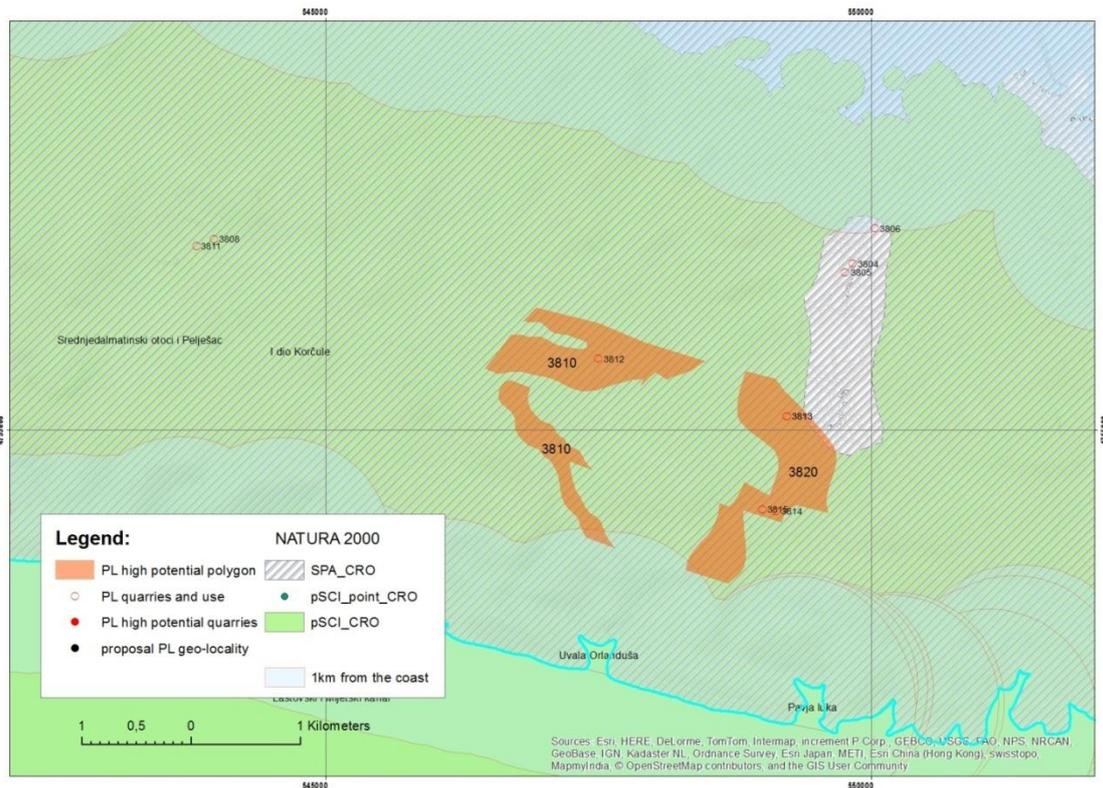 545000
550000
3806
3808
3811
3804
3805
Srednjedalmatinski otoci i Pelješac
I dio Korčule
3812
3810
3813
3810
3820
3814
Legend:
NATURA 2000
PL high potential polygon
SPA_CRO
PL quarries and use
pSCI_point_CRO
PL high potential quarries
pSCI_CRO
proposal PL geo-locality
1km from the coast
Uvala Orlanduša
Pavja luka
1 0,5 0 1 Kilometers
Sources: Esri, HERE, DeLorme, TomTom, Intermap, increment P Corp., GEBCO, USGS, FAO, NPS, NRCAN,
GeoBase, IGN, Kadaster NL, Ordnance Survey, Esri Japan, METI, Esri China (Hong Kong), swisstopo,
MapmyIndia, © OpenStreetMap contributors, and the GIS User Community
545000
550000